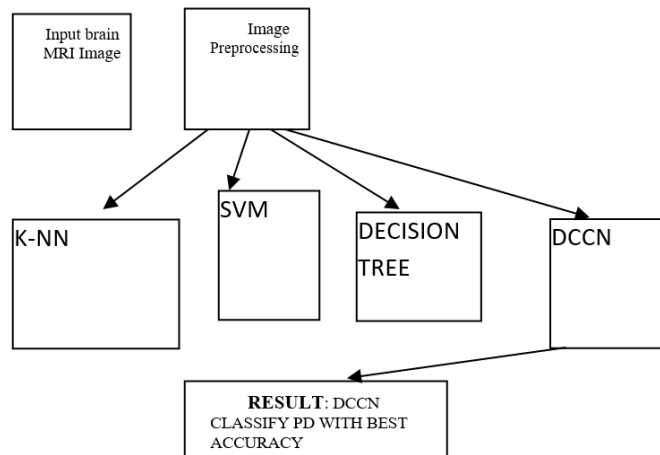 Input brain
MRI Image
Image
Preprocessing
K-NN
SVM
DECISION
TREE
DCCN
RESULT: DCCN
CLASSIFY PD WITH BEST
ACCURACY